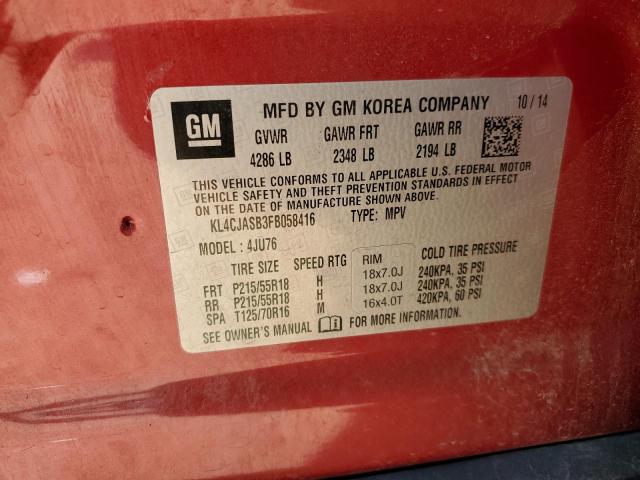 GM
MFD BY GM KOREA COMPANY 10/14
GVWR GAWR FRT GAWR RR
4286 LB 2348 LB 2194 LB
THIS VEHICLE CONFORMS TO ALL APPLICABLE U.S. FEDERAL MOTOR
VEHICLE SAFETY AND THEFT PREVENTION STANDARDS IN EFFECT
ON THE DATE OF MANUFACTURE SHOWN ABOVE.
KL4CJASB3FB058416 TYPE: MPV
MODEL: 4JU76
TIRE SIZE SPEED RTG RIM COLD TIRE PRESSURE
FRT P215/55R18 H 18x7.0J 240KPA, 35 PSI
RR P215/55R18 H 18x7.0J 240KPA, 35 PSI
SPA T125/70R16 M 16x4.0T 420KPA, 60 PSI
SEE OWNER'S MANUAL FOR MORE INFORMATION.